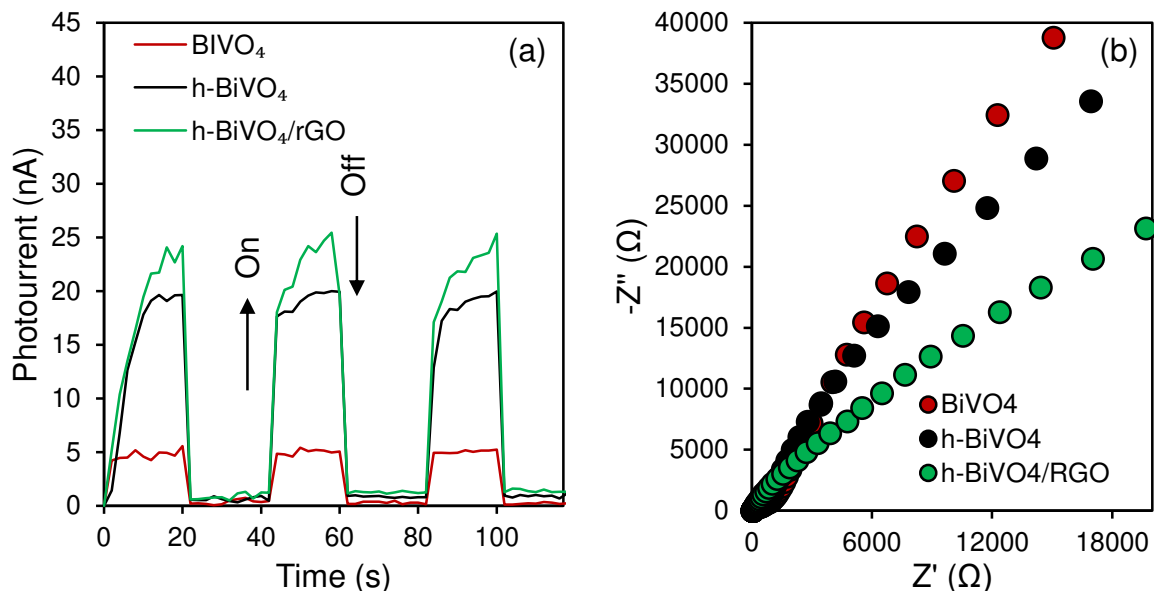 (a)
BIVO₄
h-BiVO₄
h-BiVO₄/rGO
On
Off
Photourrent (nA)
45
40
35
30
25
20
15
10
5
0
0
20
40
60
80
100
Time (s)
(b)
-Z" (Ω)
40000
35000
30000
25000
20000
15000
10000
5000
0
BiVO4
h-BiVO4
h-BiVO4/RGO
0
6000
12000
18000
Z' (Ω)